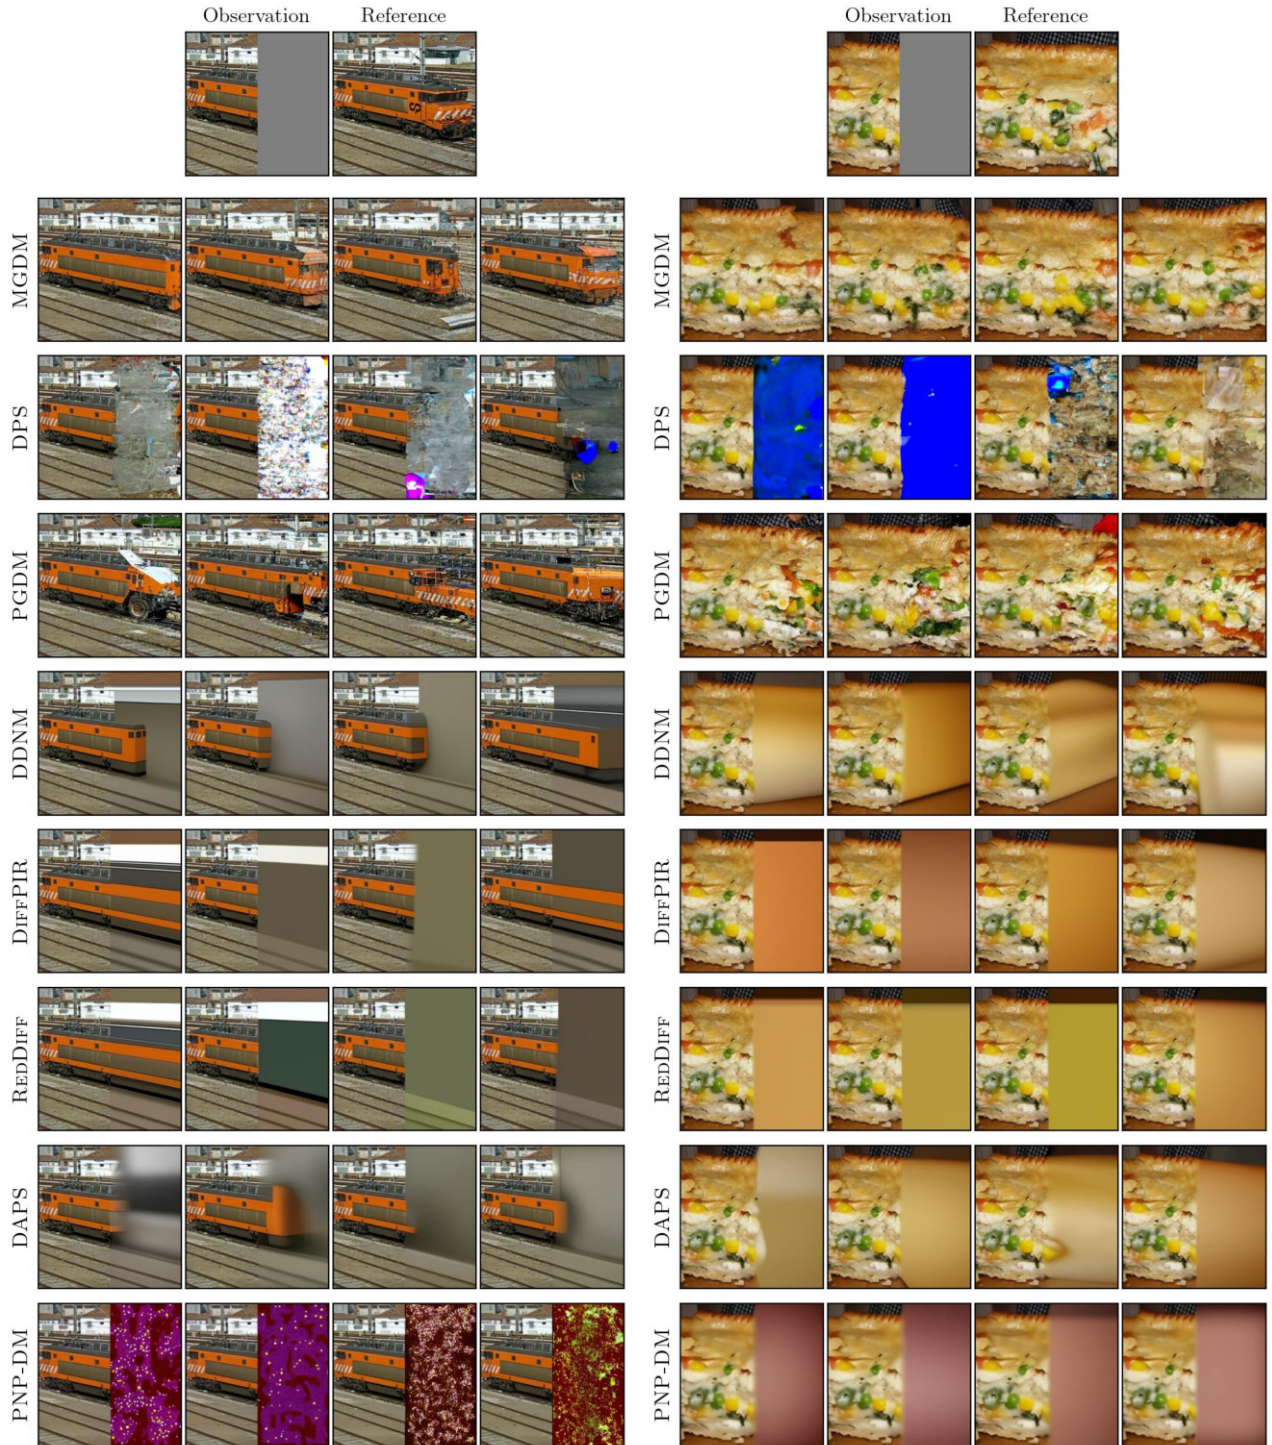 Observation Reference Observation Reference
MGDM MGDM
DPS DPS
PGDM PGDM
DDNM DDNM
DIFFPIR DIFFPIR
REDDIFF REDDIFF
DAPS DAPS
PNP-DM PNP-DM